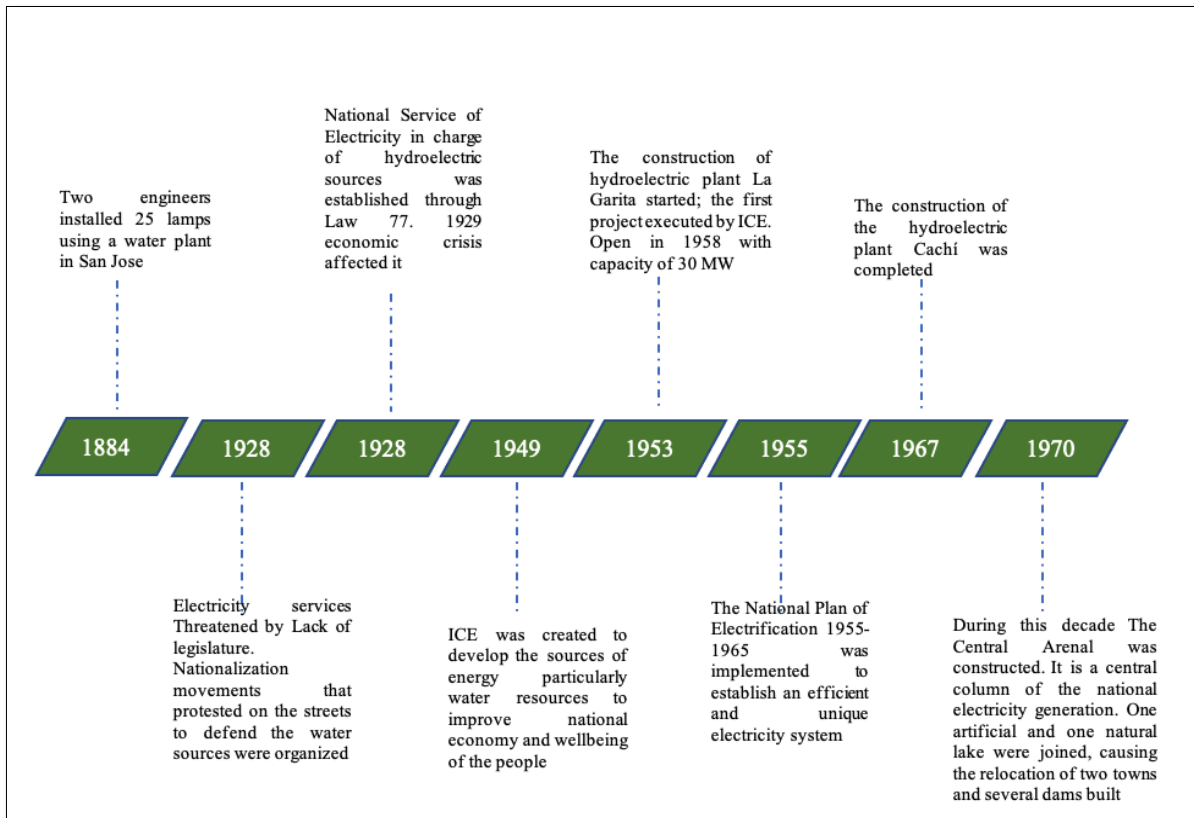 Two engineers
installed 25 lamps
using a water plant
in San Jose
National Service of
Electricity in charge
of hydroelectric
sources was
established through
Law 77. 1929
economic crisis
affected it
The construction of
hydroelectric plant La
Garita started; the first
project executed by ICE.
Open in 1958 with
capacity of 30 MW
The construction of
the hydroelectric
plant Cachí was
completed
1884
1928
1928
1949
1953
1955
1967
1970
Electricity services
Threatened by Lack of
legislature.
Nationalization
movements that
protested on the streets
to defend the water
sources were organized
ICE was created to
develop the sources of
energy particularly
water resources to
improve national
economy and wellbeing
of the people
The National Plan of
Electrification 1955-
1965 was
implemented to
establish an efficient
and unique
electricity system
During this decade The
Central Arenal was
constructed. It is a central
column of the national
electricity generation. One
artificial and one natural
lake were joined, causing
the relocation of two towns
and several dams built